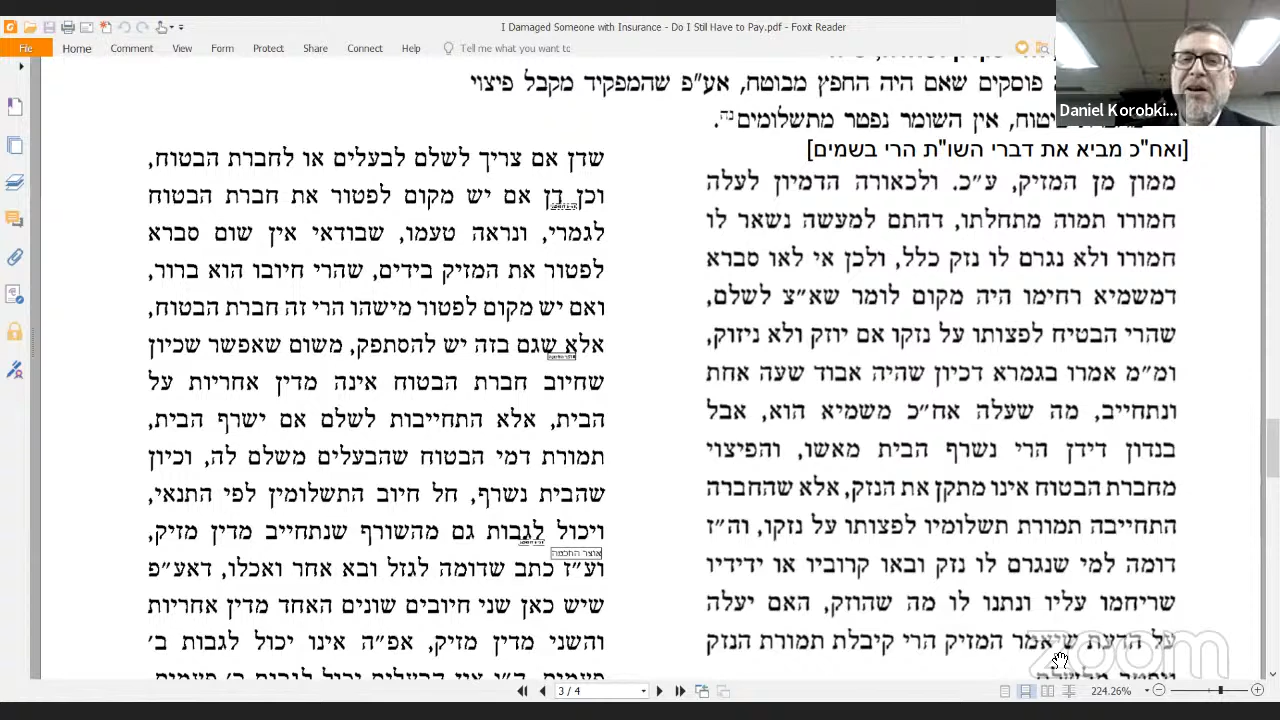 I Damaged Someone with Insurance - Do I Still Have to Pay.pdf - Foxit Reader
File Home Comment View Form Protect Share Connect Help Tell me what you want to
Daniel Korobki...
פוסקים שאם היה החפץ מבוטח, אע"פ שהמפקיד מקבל פיצוי
ביטוח, אין השומר נפטר מתשלומים נה.
[ואח"כ מביא את דברי השו"ת הרי בשמים]
ממון מן המזיק, ע"כ. ולכאורה הדמיון לעלה
חמורו תמוה מתחלתו, דהתם למעשה נשאר לו
חמורו ולא נגרם לו נזק כלל, ולכן אי לאו סברא
דמשמיא רחימו היה מקום לומר שא"צ לשלם,
שהרי הבטיח לפצותו על נזקו אם יוזק ולא ניזוק,
ומ"מ אמרו בגמרא דכיון שהיה אבוד שעה אחת
ונתחייב, מה שעלה אח"כ משמיא הוא, אבל
בנדון דידן הרי נשרף הבית מאשו, והפיצוי
מחברת הבטוח אינו מתקן את הנזק, אלא שהחברה
התחייבה תמורת תשלומיו לפצותו על נזקו, וה"ז
דומה למי שנגרם לו נזק ובאו קרוביו או ידידיו
שריחמו עליו ונתנו לו מה שהוזק, האם יעלה
על הדעת שיאמר המזיק הרי קיבלת תמורת הנזק
שדן אם צריך לשלם לבעלים או לחברת הבטוח,
וכן דן אם יש מקום לפטור את חברת הבטוח
לגמרי, ונראה טעמו, שבודאי אין שום סברא
לפטור את המזיק בידים, שהרי חיובו הוא ברור,
ואם יש מקום לפטור מישהו הרי זה חברת הבטוח,
אלא שגם בזה יש להסתפק, משום שאפשר שכיון
שחיוב חברת הבטוח אינה מדין אחריות על
הבית, אלא התחייבות לשלם אם ישרף הבית,
תמורת דמי הבטוח שהבעלים משלם לה, וכיון
שהבית נשרף, חל חיוב התשלומין לפי התנאי,
ויכול לגבות גם מהשורף שנתחייב מדין מזיק,
אוצר החכמה
וע"ז כתב שדומה לגזל ובא אחר ואכלו, דאע"פ
שיש כאן שני חיובים שונים האחד מדין אחריות
והשני מדין מזיק, אפ"ה אינו יכול לגבות ב'
zoom
3 / 4
224.26%